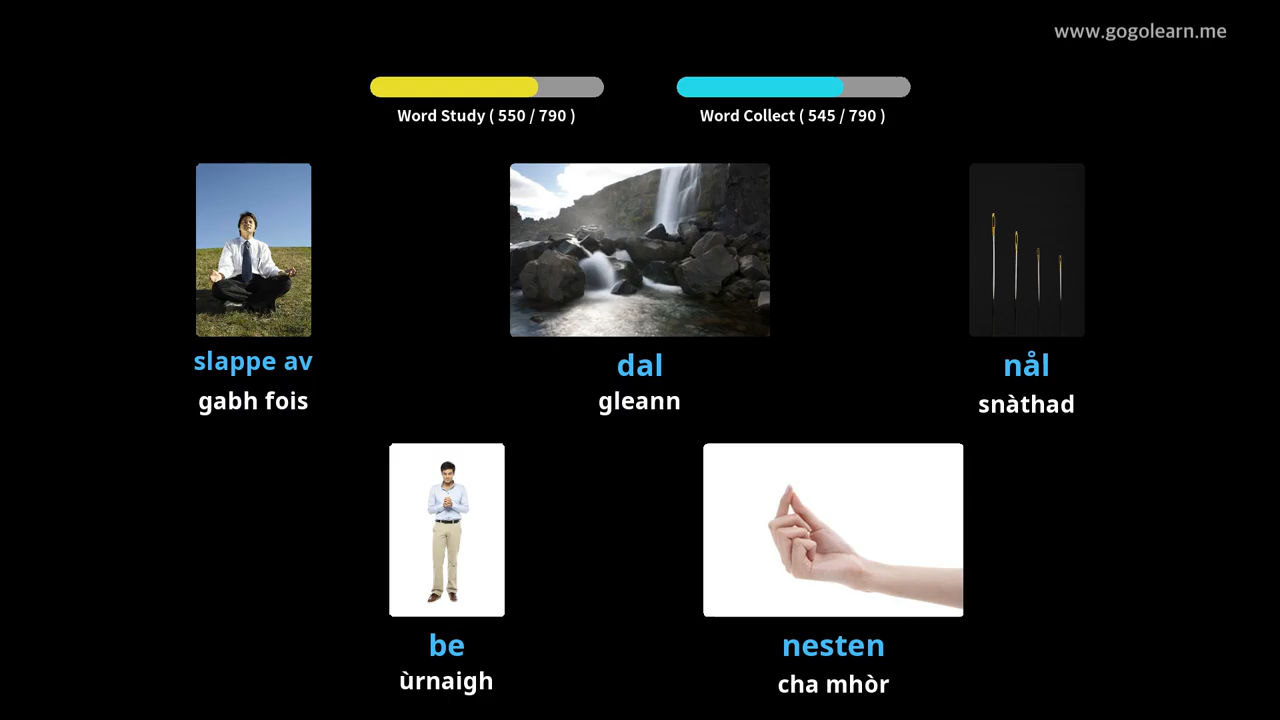 www.gogolearn.me
Word Study ( 550 / 790 )
Word Collect ( 545 / 790 )
slappe av
gabh fois
dal
gleann
nål
snàthad
be
ùrnaigh
nesten
cha mhòr